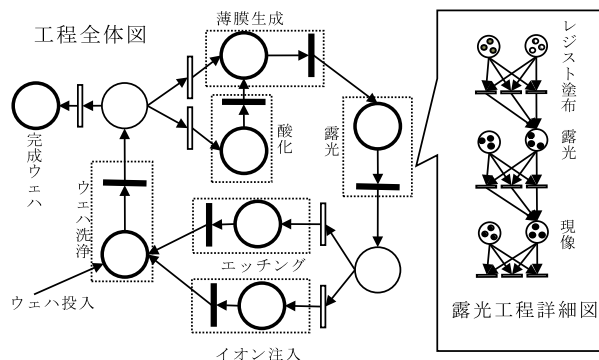 工程全体図
薄膜生成
酸化
露光
完成ウェハ
ウェハ洗浄
エッチング
ウェハ投入
イオン注入
レジスト塗布
露光
現像
露光工程詳細図